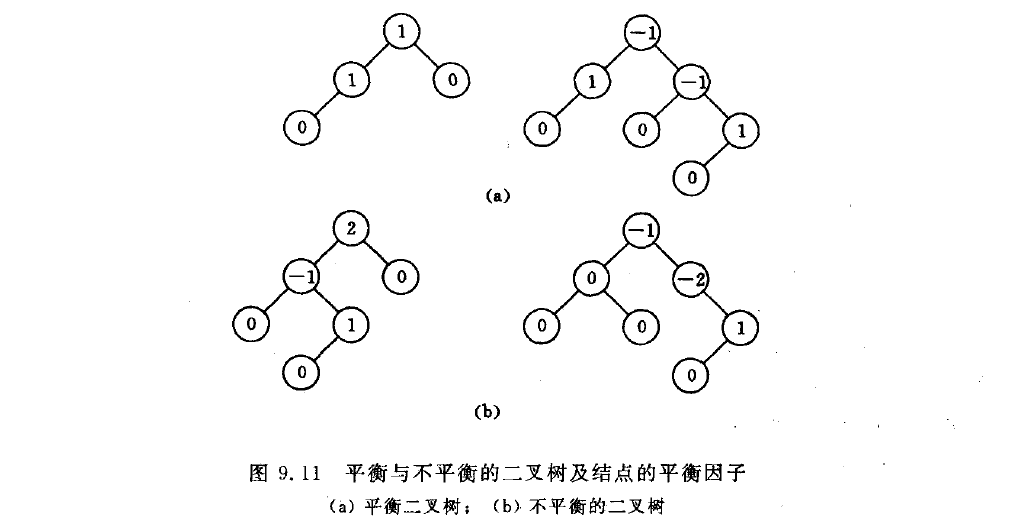 1 -1
1 0 1 -1
0 0 0 1
0
(a)
2 -1
-1 0 0 -2
0 1 0 0 1
0 0
(b)
图 9.11 平衡与不平衡的二叉树及结点的平衡因子
(a) 平衡二叉树； (b) 不平衡的二叉树